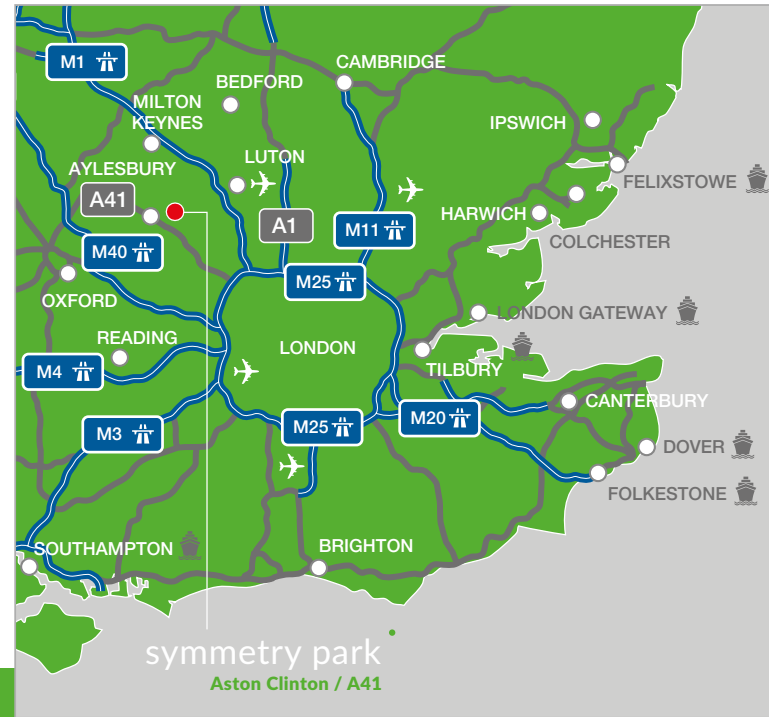 M1
CAMBRIDGE
BEDFORD
MILTON
KEYNES
IPSWICH
LUTON
AYLESBURY
FELIXSTOWE
A41
HARWICH
A1
M11
COLCHESTER
M40
M25
OXFORD
LONDON GATEWAY
READING
LONDON
TILBURY
M4
CANTERBURY
M3
M25
M20
DOVER
FOLKESTONE
SOUTHAMPTON
BRIGHTON
symmetry park
Aston Clinton / A41